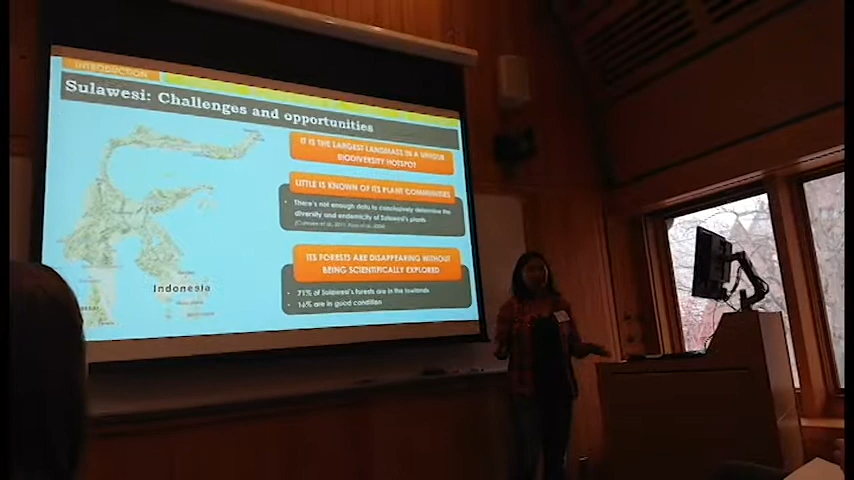 INTRODUCTION
Sulawesi: Challenges and opportunities
IT IS THE LARGEST LANDMASS IN A UNIQUE
BIODIVERSITY HOTSPOT
LITTLE IS KNOWN OF ITS PLANT COMMUNITIES
There's not enough data to conclusively determine the
diversity and endemicity of Sulawesi's plants
ITS FORESTS ARE DISAPPEARING WITHOUT
BEING SCIENTIFICALLY EXPLORED
71% of Sulawesi's forests are in the lowlands
16% are in good condition
Indonesia